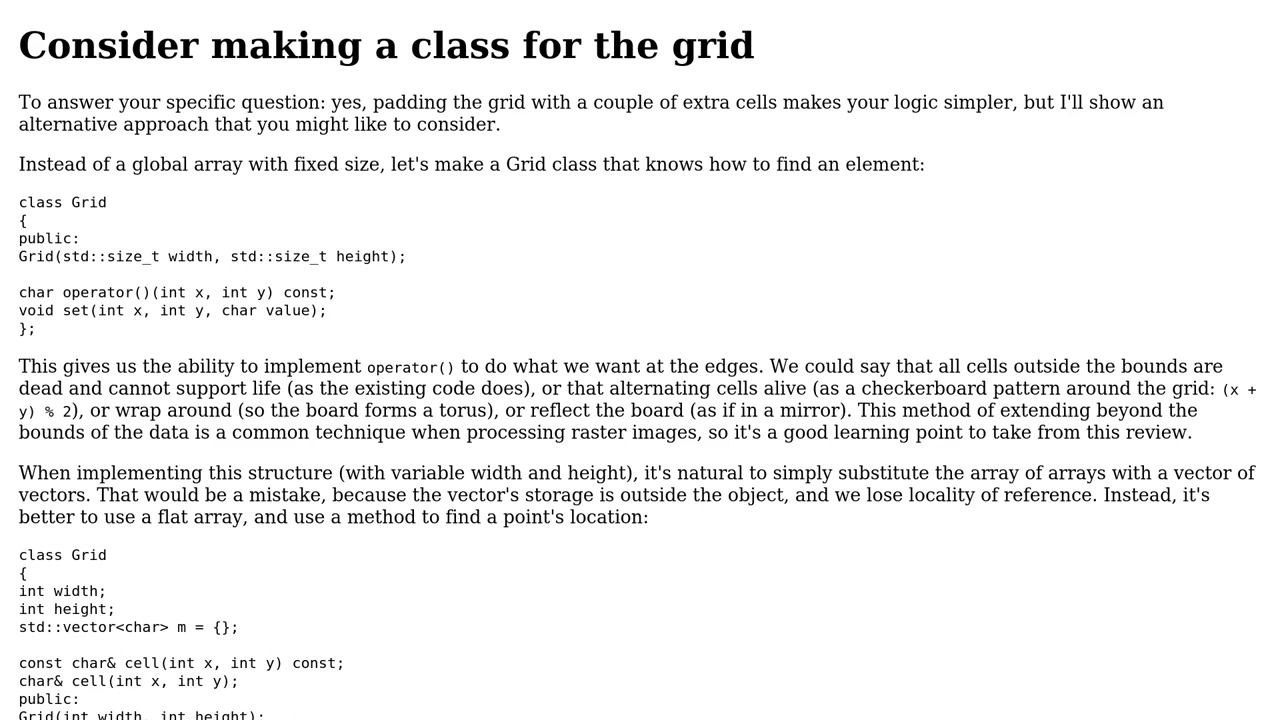 Consider making a class for the grid
To answer your specific question: yes, padding the grid with a couple of extra cells makes your logic simpler, but I'll show an
alternative approach that you might like to consider.
Instead of a global array with fixed size, let's make a Grid class that knows how to find an element:
class Grid
{
public:
Grid(std::size_t width, std::size_t height);
char operator()(int x, int y) const;
void set(int x, int y, char value);
};
This gives us the ability to implement operator() to do what we want at the edges. We could say that all cells outside the bounds are
dead and cannot support life (as the existing code does), or that alternating cells alive (as a checkerboard pattern around the grid: (x +
y) % 2), or wrap around (so the board forms a torus), or reflect the board (as if in a mirror). This method of extending beyond the
bounds of the data is a common technique when processing raster images, so it's a good learning point to take from this review.
When implementing this structure (with variable width and height), it's natural to simply substitute the array of arrays with a vector of
vectors. That would be a mistake, because the vector's storage is outside the object, and we lose locality of reference. Instead, it's
better to use a flat array, and use a method to find a point's location:
class Grid
{
int width;
int height;
std::vector<char> m = {};
const char& cell(int x, int y) const;
char& cell(int x, int y);
public:
Grid(int width, int height);